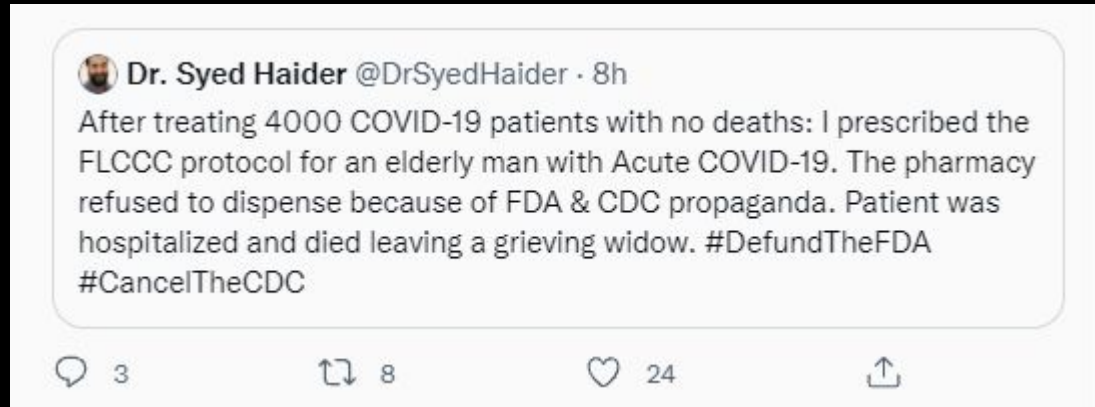 Dr. Syed Haider @DrSyedHaider · 8h
After treating 4000 COVID-19 patients with no deaths: I prescribed the
FLCCC protocol for an elderly man with Acute COVID-19. The pharmacy
refused to dispense because of FDA & CDC propaganda. Patient was
hospitalized and died leaving a grieving widow. #DefundTheFDA
#CancelTheCDC
3 8 24